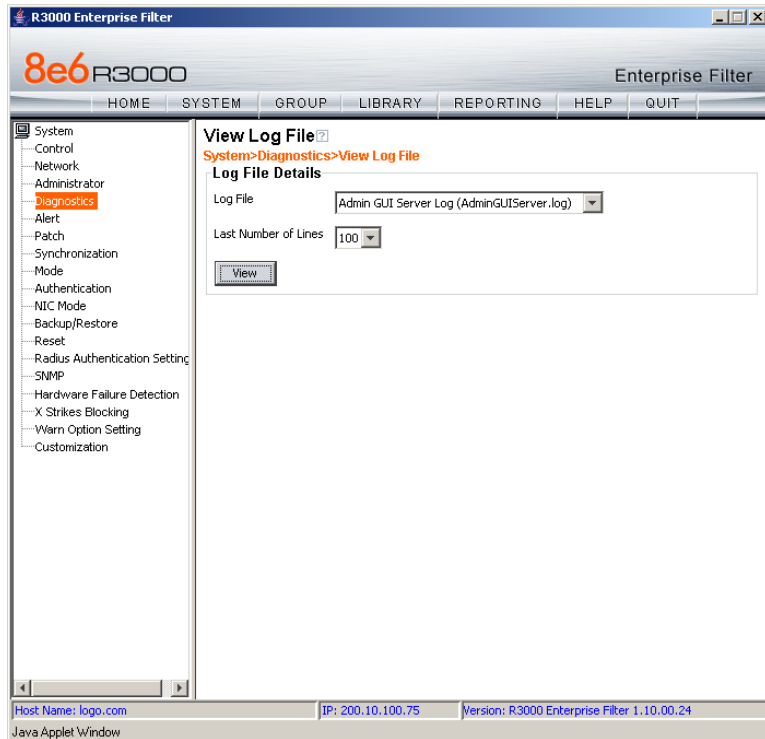 R3000 Enterprise Filter
8e6 R3000
Enterprise Filter
HOME SYSTEM GROUP LIBRARY REPORTING HELP QUIT
System
Control
Network
Administrator
Diagnostics
Alert
Patch
Synchronization
Mode
Authentication
NIC Mode
Backup/Restore
Reset
Radius Authentication Setting
SNMP
Hardware Failure Detection
X Strikes Blocking
Warn Option Setting
Customization
View Log File?
System>Diagnostics>View Log File
Log File Details
Log File Admin GUI Server Log (AdminGUIServer.log)
Last Number of Lines 100
View
Host Name: logo.com IP: 200.10.100.75 Version: R3000 Enterprise Filter 1.10.00.24
Java Applet Window